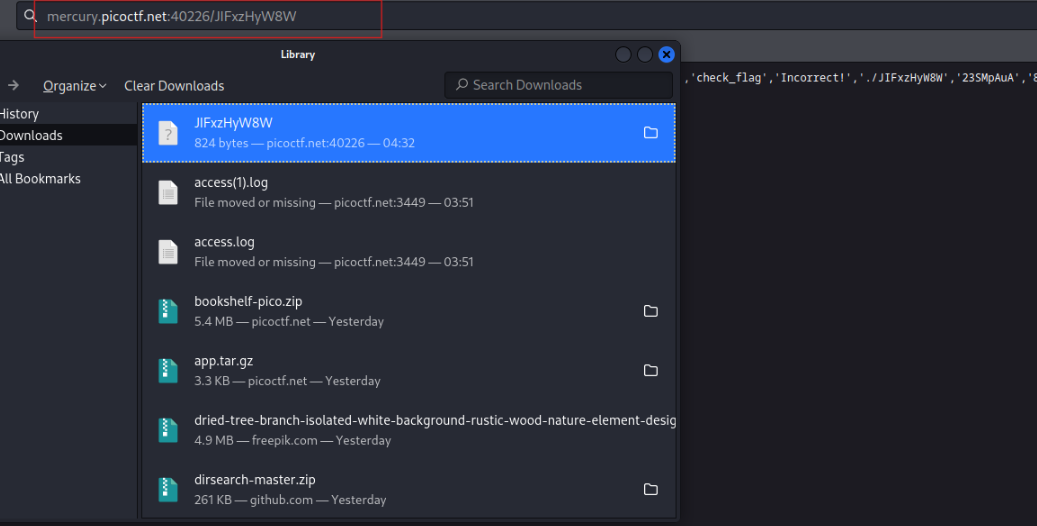 mercury.picoctf.net:40226/JIFxzHyW8W
Library
,'check_flag','Incorrect!','./JIFxzHyW8W','23SMpAuA','8
Organize
Clear Downloads
Search Downloads
History
Downloads
Tags
All Bookmarks
JIFxzHyW8W
824 bytes — picoctf.net:40226 — 04:32
access(1).log
File moved or missing — picoctf.net:3449 — 03:51
access.log
File moved or missing — picoctf.net:3449 — 03:51
bookshelf-pico.zip
5.4 MB — picoctf.net — Yesterday
app.tar.gz
3.3 KB — picoctf.net — Yesterday
dried-tree-branch-isolated-white-background-rustic-wood-nature-element-desig
4.9 MB — freepik.com — Yesterday
dirsearch-master.zip
261 KB — github.com — Yesterday